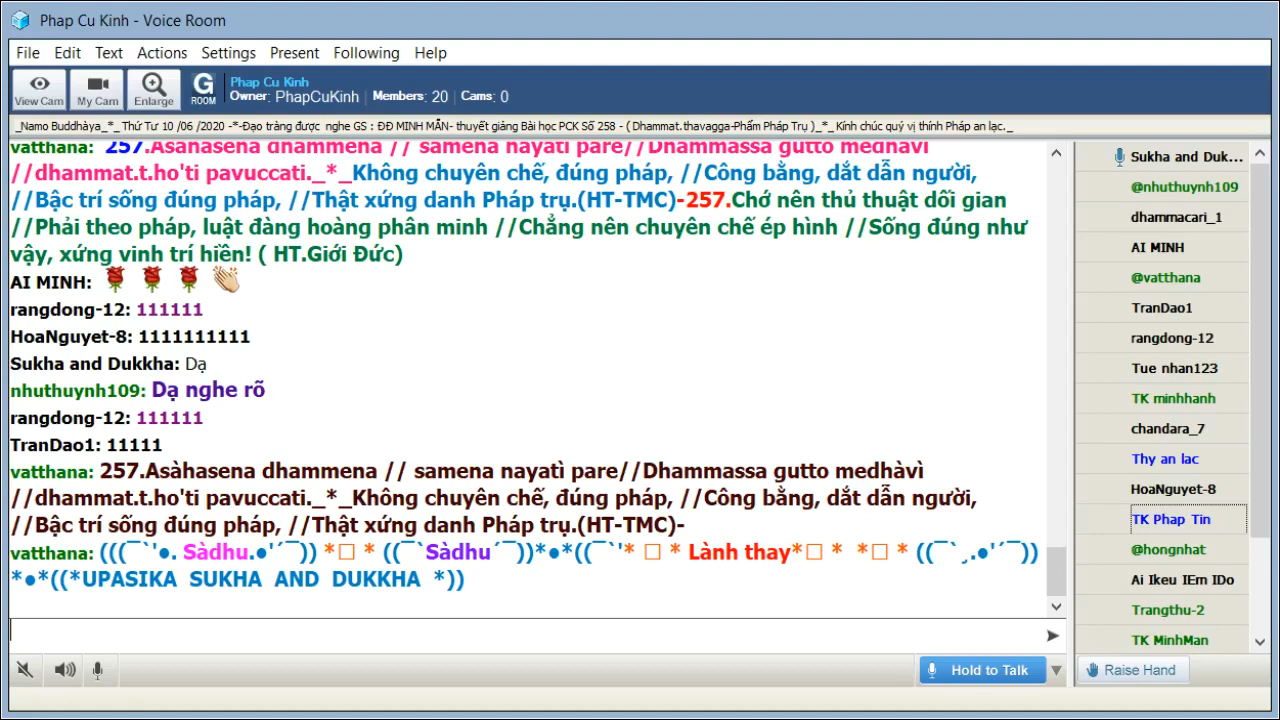 Phap Cu Kinh - Voice Room
File Edit Text Actions Settings Present Following Help
View Cam My Cam Enlarge G ROOM
Phap Cu Kinh
Owner: PhapCuKinh Members: 20 Cams: 0
_Namo Buddhàya_*_ Thứ Tư 10 /06 /2020 -*-Đạo tràng được nghe GS : ĐĐ MINH MẪN- thuyết giảng Bài học PCK Số 258 - ( Dhammat.thavagga-Phẩm Pháp Trụ )_*_ Kính chúc quý vị thính Pháp an lạc._
vatthana: 257.Asàhasena dhammena // samena nayatì pare//Dhammassa gutto medhàvì
//dhammat.t.ho'ti pavuccati._*_Không chuyên chế, đúng pháp, //Công bằng, dắt dẫn người,
//Bậc trí sống đúng pháp, //Thật xứng danh Pháp trụ.(HT-TMC)-257.Chớ nên thủ thuật dối gian
//Phải theo pháp, luật đàng hoàng phân minh //Chẳng nên chuyên chế ép hình //Sống đúng như
vậy, xứng vinh trí hiền! ( HT.Giới Đức)
AI MINH:
rangdong-12: 111111
HoaNguyet-8: 1111111111
Sukha and Dukkha: Dạ
nhuthuynh109: Dạ nghe rõ
rangdong-12: 111111
TranDao1: 11111
vatthana: 257.Asàhasena dhammena // samena nayatì pare//Dhammassa gutto medhàvì
//dhammat.t.ho'ti pavuccati._*_Không chuyên chế, đúng pháp, //Công bằng, dắt dẫn người,
//Bậc trí sống đúng pháp, //Thật xứng danh Pháp trụ.(HT-TMC)-
vatthana: (((¯`'●. Sàdhu.●'´¯)) *□ * ((¯`Sàdhu´¯))*●*((¯`'* □ * Lành thay*□ * *□ * ((¯`¸.●'´¯))
*●*((*UPASIKA SUKHA AND DUKKHA *))
Hold to Talk
Sukha and Duk...
@nhuthuynh109
dhammacari_1
AI MINH
@vatthana
TranDao1
rangdong-12
Tue nhan123
TK minhhanh
chandara_7
Thy an lac
HoaNguyet-8
TK Phap Tin
@hongnhat
Ai Ikeu IEm IDo
Trangthu-2
TK MinhMan
Raise Hand